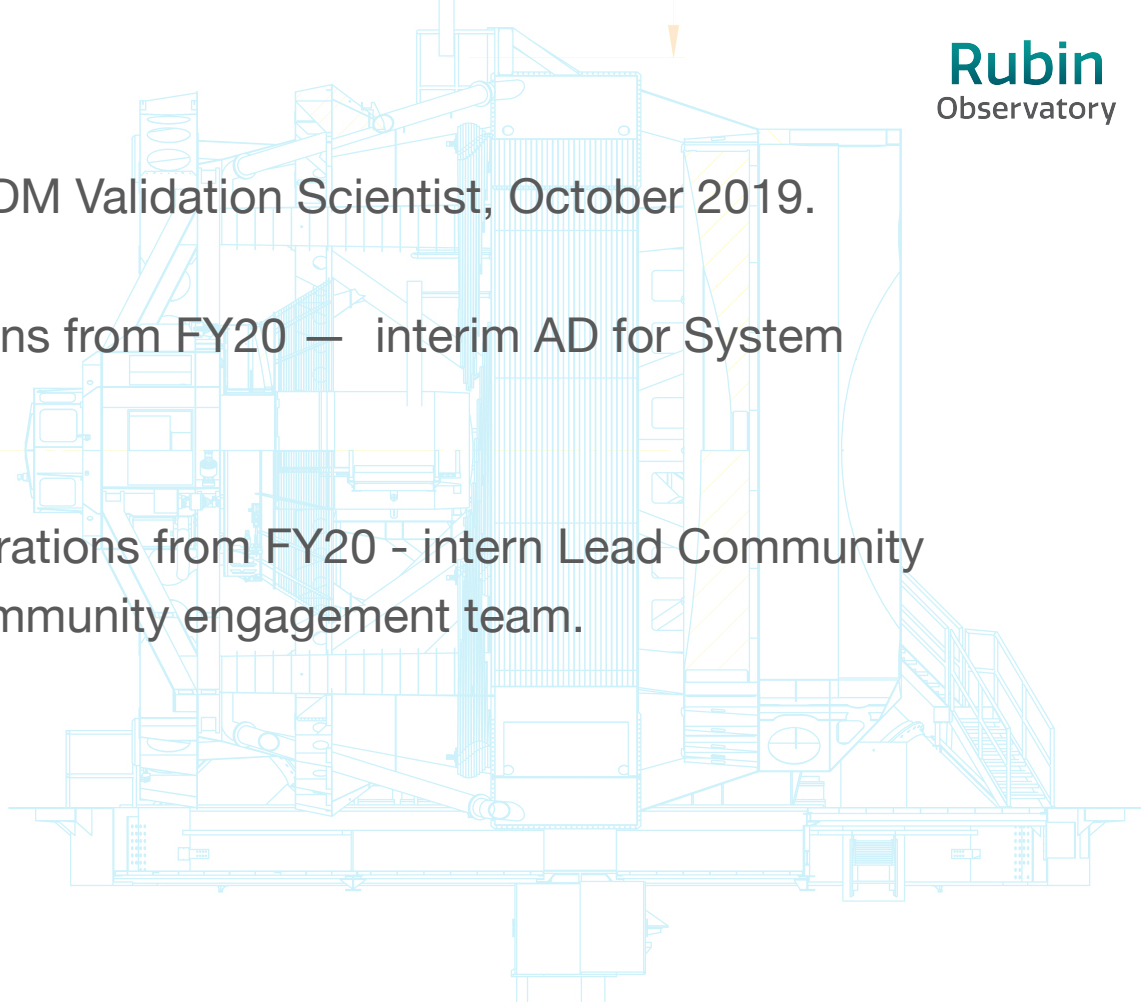 Rubin
Observatory
DM Validation Scientist, October 2019.
ns from FY20 — interim AD for System
rations from FY20 - intern Lead Community
mmunity engagement team.